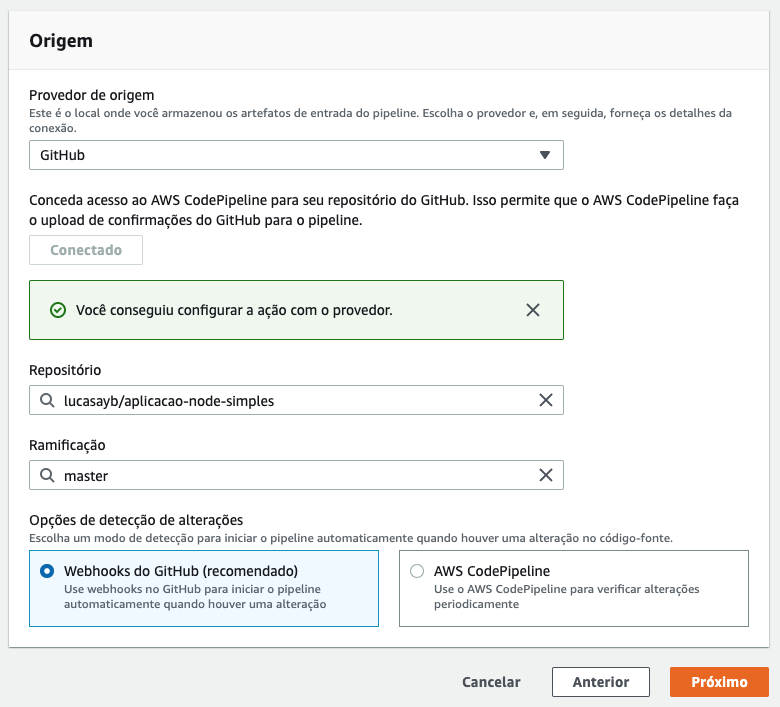 Origem
Provedor de origem
Este é o local onde você armazenou os artefatos de entrada do pipeline. Escolha o provedor e, em seguida, forneça os detalhes da
conexão.
GitHub
Conceda acesso ao AWS CodePipeline para seu repositório do GitHub. Isso permite que o AWS CodePipeline faça
o upload de confirmações do GitHub para o pipeline.
Conectado
Você conseguiu configurar a ação com o provedor.
Repositório
lucasayb/aplicacao-node-simples
Ramificação
master
Opções de detecção de alterações
Escolha um modo de detecção para iniciar o pipeline automaticamente quando houver uma alteração no código-fonte.
Webhooks do GitHub (recomendado)
Use webhooks no GitHub para iniciar o pipeline
automaticamente quando houver uma alteração
AWS CodePipeline
Use o AWS CodePipeline para verificar alterações
periodicamente
Cancelar
Anterior
Próximo